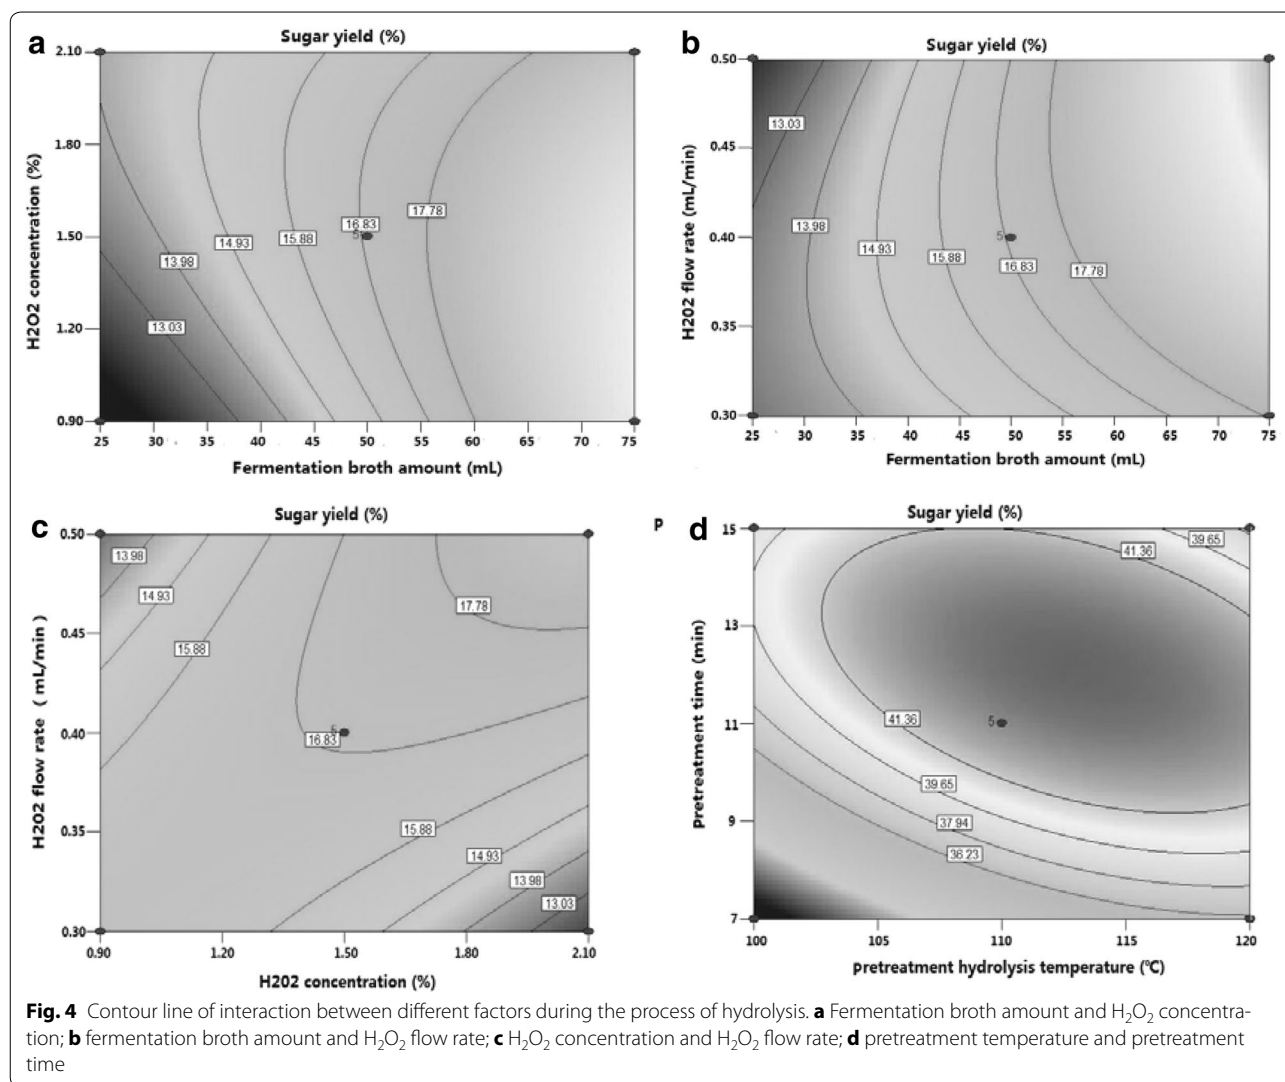 a
Sugar yield (%)
2.10
1.80
1.50
1.20
0.90
H2O2 concentration (%)
13.03
13.98
14.93
15.88
16.83
5
17.78
25 30 35 40 45 50 55 60 65 70 75
Fermentation broth amount (mL)
b
Sugar yield (%)
0.50
0.45
0.40
0.35
0.30
H202 flow rate (mL/min)
13.03
13.98
14.93
15.88
5
16.83
17.78
25 30 35 40 45 50 55 60 65 70 75
Fermentation broth amount (mL)
c
Sugar yield (%)
0.50
0.45
0.40
0.35
0.30
H202 flow rate ( mL/min )
13.98
14.93
15.88
17.78
5
16.83
15.88
14.93
13.98
13.03
0.90 1.20 1.50 1.80 2.10
H202 concentration (%)
P
d
Sugar yield (%)
15
13
11
9
7
pretreatment time (min)
39.65
41.36
41.36
5
39.65
37.94
36.23
100 105 110 115 120
pretreatment hydrolysis temperature (℃)
Fig. 4 Contour line of interaction between different factors during the process of hydrolysis. a Fermentation broth amount and H₂O₂ concentra-
tion; b fermentation broth amount and H₂O₂ flow rate; c H₂O₂ concentration and H₂O₂ flow rate; d pretreatment temperature and pretreatment
time